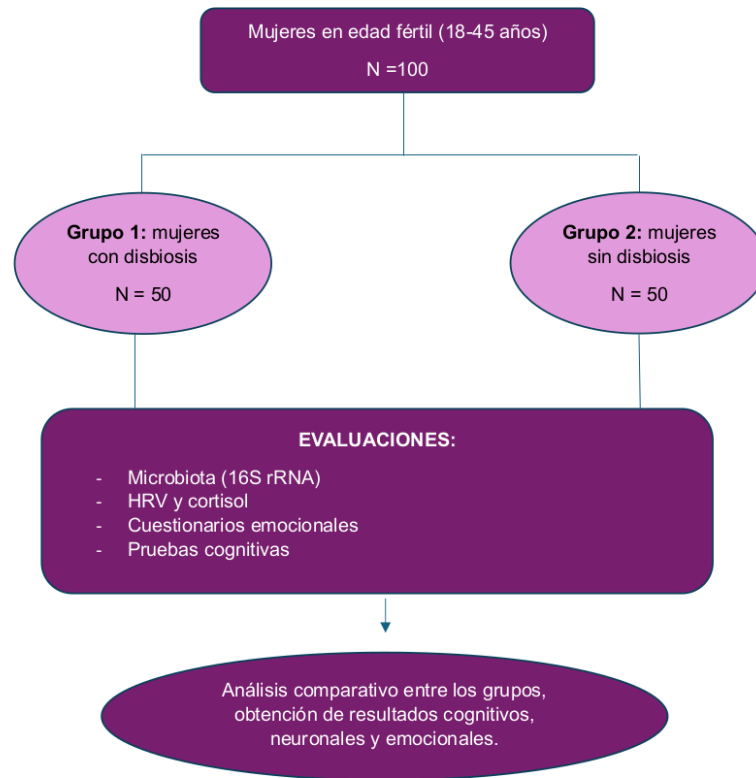 Mujeres en edad fértil (18-45 años)
N =100
Grupo 1: mujeres
con disbiosis
N = 50
Grupo 2: mujeres
sin disbiosis
N = 50
EVALUACIONES:
- Microbiota (16S rRNA)
- HRV y cortisol
- Cuestionarios emocionales
- Pruebas cognitivas
Análisis comparativo entre los grupos,
obtención de resultados cognitivos,
neuronales y emocionales.